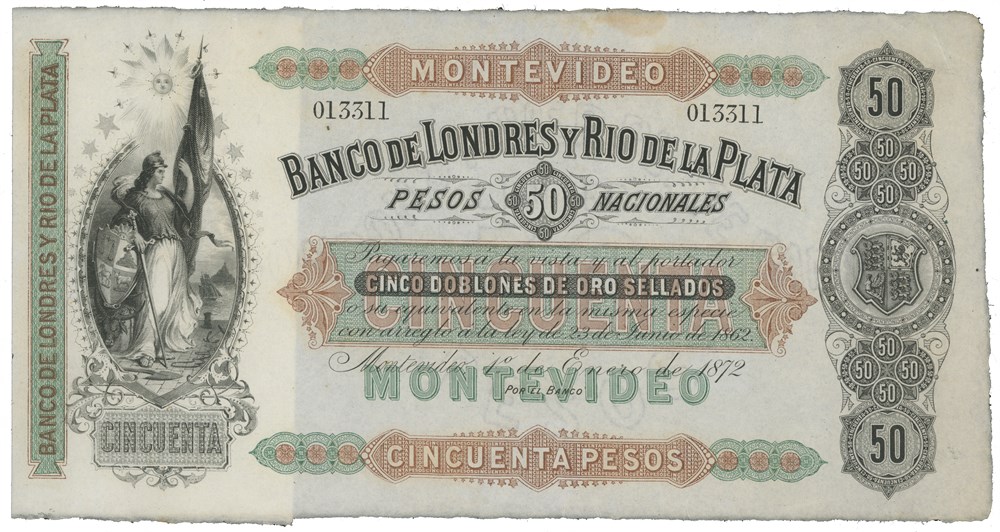 BANCO DE LONDRES Y RIO DE LA PLATA
CINCUENTA
MONTEVIDEO
013311 013311
BANCO DE LONDRES Y RIO DE LA PLATA
PESOS 50 NACIONALES
Pagaremos á la vista y al portador
CINCUENTA
CINCO DOBLONES DE ORO SELLADOS
o su equivalente en la misma especie
con arreglo a la ley de 23 de Junio de 1862.
Montevideo, 1º de Enero de 1872
MONTEVIDEO
POR EL BANCO
CINCUENTA PESOS
50
50
50 50
50
50
50 50
50
50